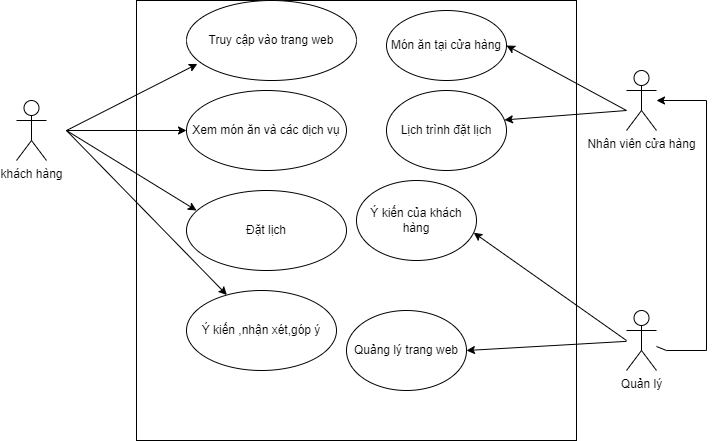 Truy cập vào trang web
Món ăn tại cửa hàng
Xem món ăn và các dịch vụ
Lịch trình đặt lịch
Nhân viên cửa hàng
khách hàng
Ý kiến của khách
hàng
Đặt lịch
Ý kiến ,nhận xét,góp ý
Quảng lý trang web
Quản lý